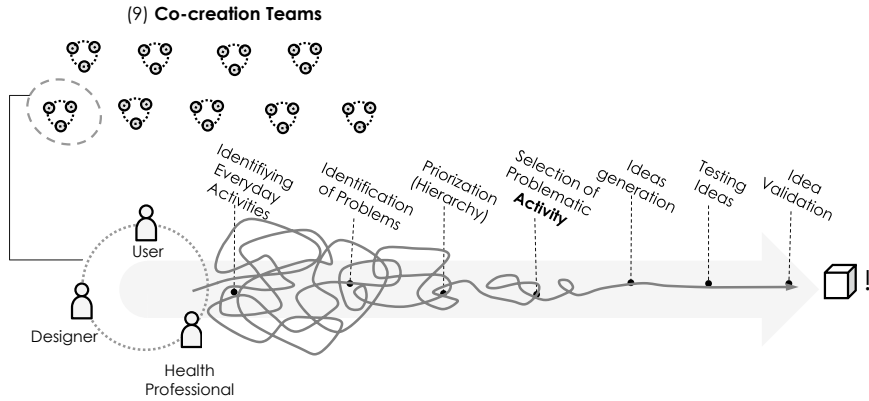 (9) Co-creation Teams
Identifiying
Everyday
Activities
Identification
of Problems
Priorization
(Hierarchy)
Selection of
Problematic
Activity
Ideas
generation
Testing
Ideas
Idea
Validation
User
Designer
Health
Professional
!